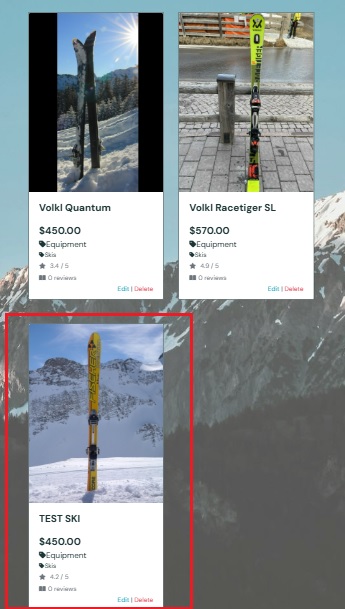 Volkl Quantum
$450.00
Equipment
Skis
3.4 / 5
0 reviews
Edit | Delete
Volkl Racetiger SL
$570.00
Equipment
Skis
4.9 / 5
0 reviews
Edit | Delete
TEST SKI
$450.00
Equipment
Skis
4.2 / 5
0 reviews
Edit | Delete